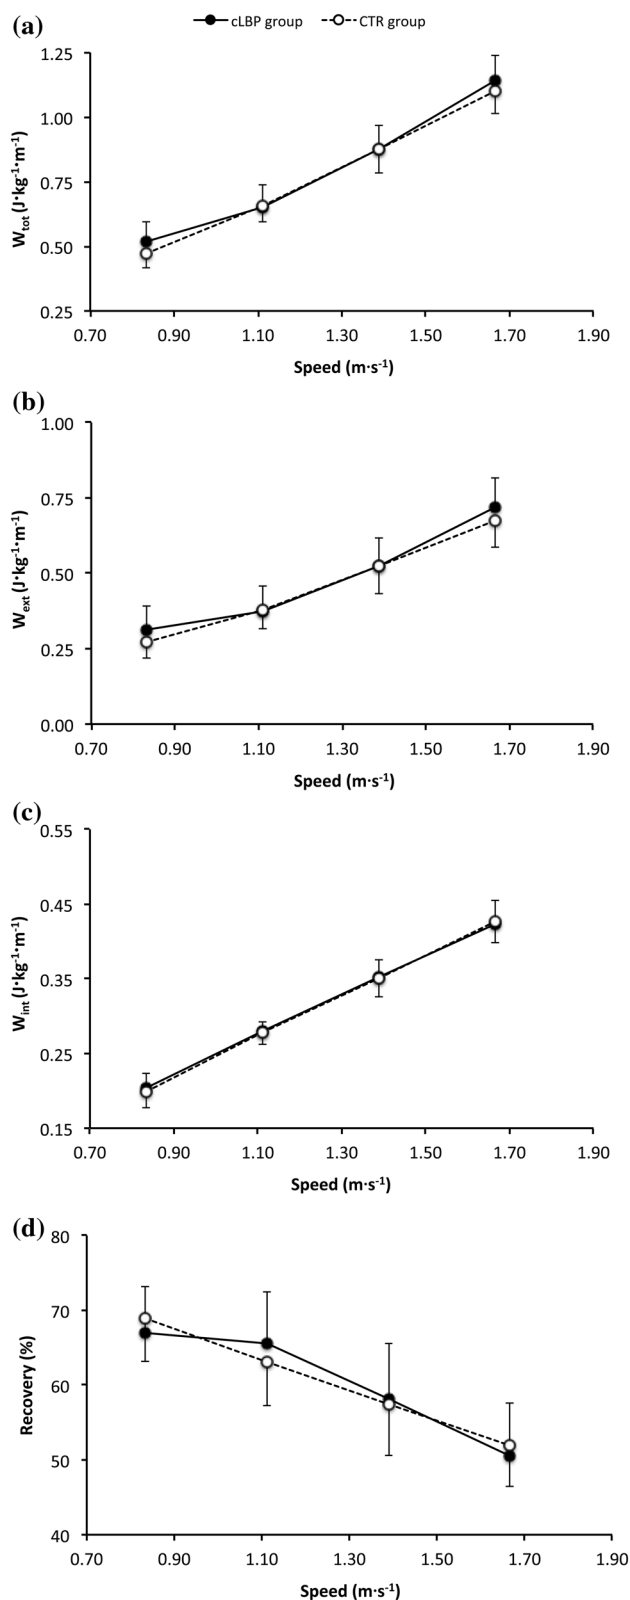 (a)
cLBP group
CTR group
1.25
1.00
0.75
0.50
0.25
W_tot (J·kg⁻¹·m⁻¹)
0.70 0.90 1.10 1.30 1.50 1.70 1.90
Speed (m·s⁻¹)
(b)
1.00
0.75
0.50
0.25
0.00
W_ext (J·kg⁻¹·m⁻¹)
0.70 0.90 1.10 1.30 1.50 1.70 1.90
Speed (m·s⁻¹)
(c)
0.55
0.45
0.35
0.25
0.15
W_int (J·kg⁻¹·m⁻¹)
0.70 0.90 1.10 1.30 1.50 1.70 1.90
Speed (m·s⁻¹)
(d)
80
70
60
50
40
Recovery (%)
0.70 0.90 1.10 1.30 1.50 1.70 1.90
Speed (m·s⁻¹)